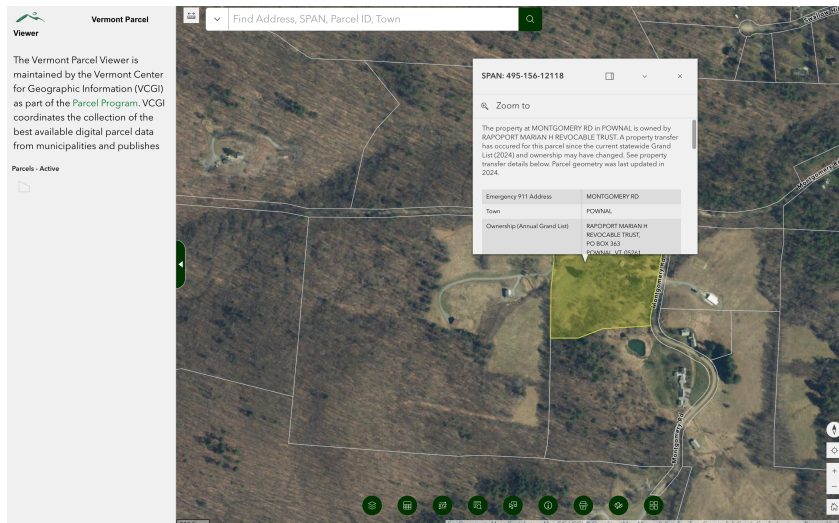 Vermont Parcel
Viewer
The Vermont Parcel Viewer is
maintained by the Vermont Center
for Geographic Information (VCGI)
as part of the Parcel Program. VCGI
coordinates the collection of the
best available digital parcel data
from municipalities and publishes
Parcels - Active
Find Address, SPAN, Parcel ID, Town
SPAN: 495-156-12118
Zoom to
The property at MONTGOMERY RD in POWNAL is owned by
RAPOPORT MARIAN H REVOCABLE TRUST. A property transfer
has occured for this parcel since the current statewide Grand
List (2024) and ownership may have changed. See property
transfer details below. Parcel geometry was last updated in
2024.
Emergency 911 Address MONTGOMERY RD
Town POWNAL
Ownership (Annual Grand List) RAPOPORT MARIAN H
REVOCABLE TRUST,
PO BOX 363
POWNAL, VT, 05261
Montgomery Rd
Montgomery Rd